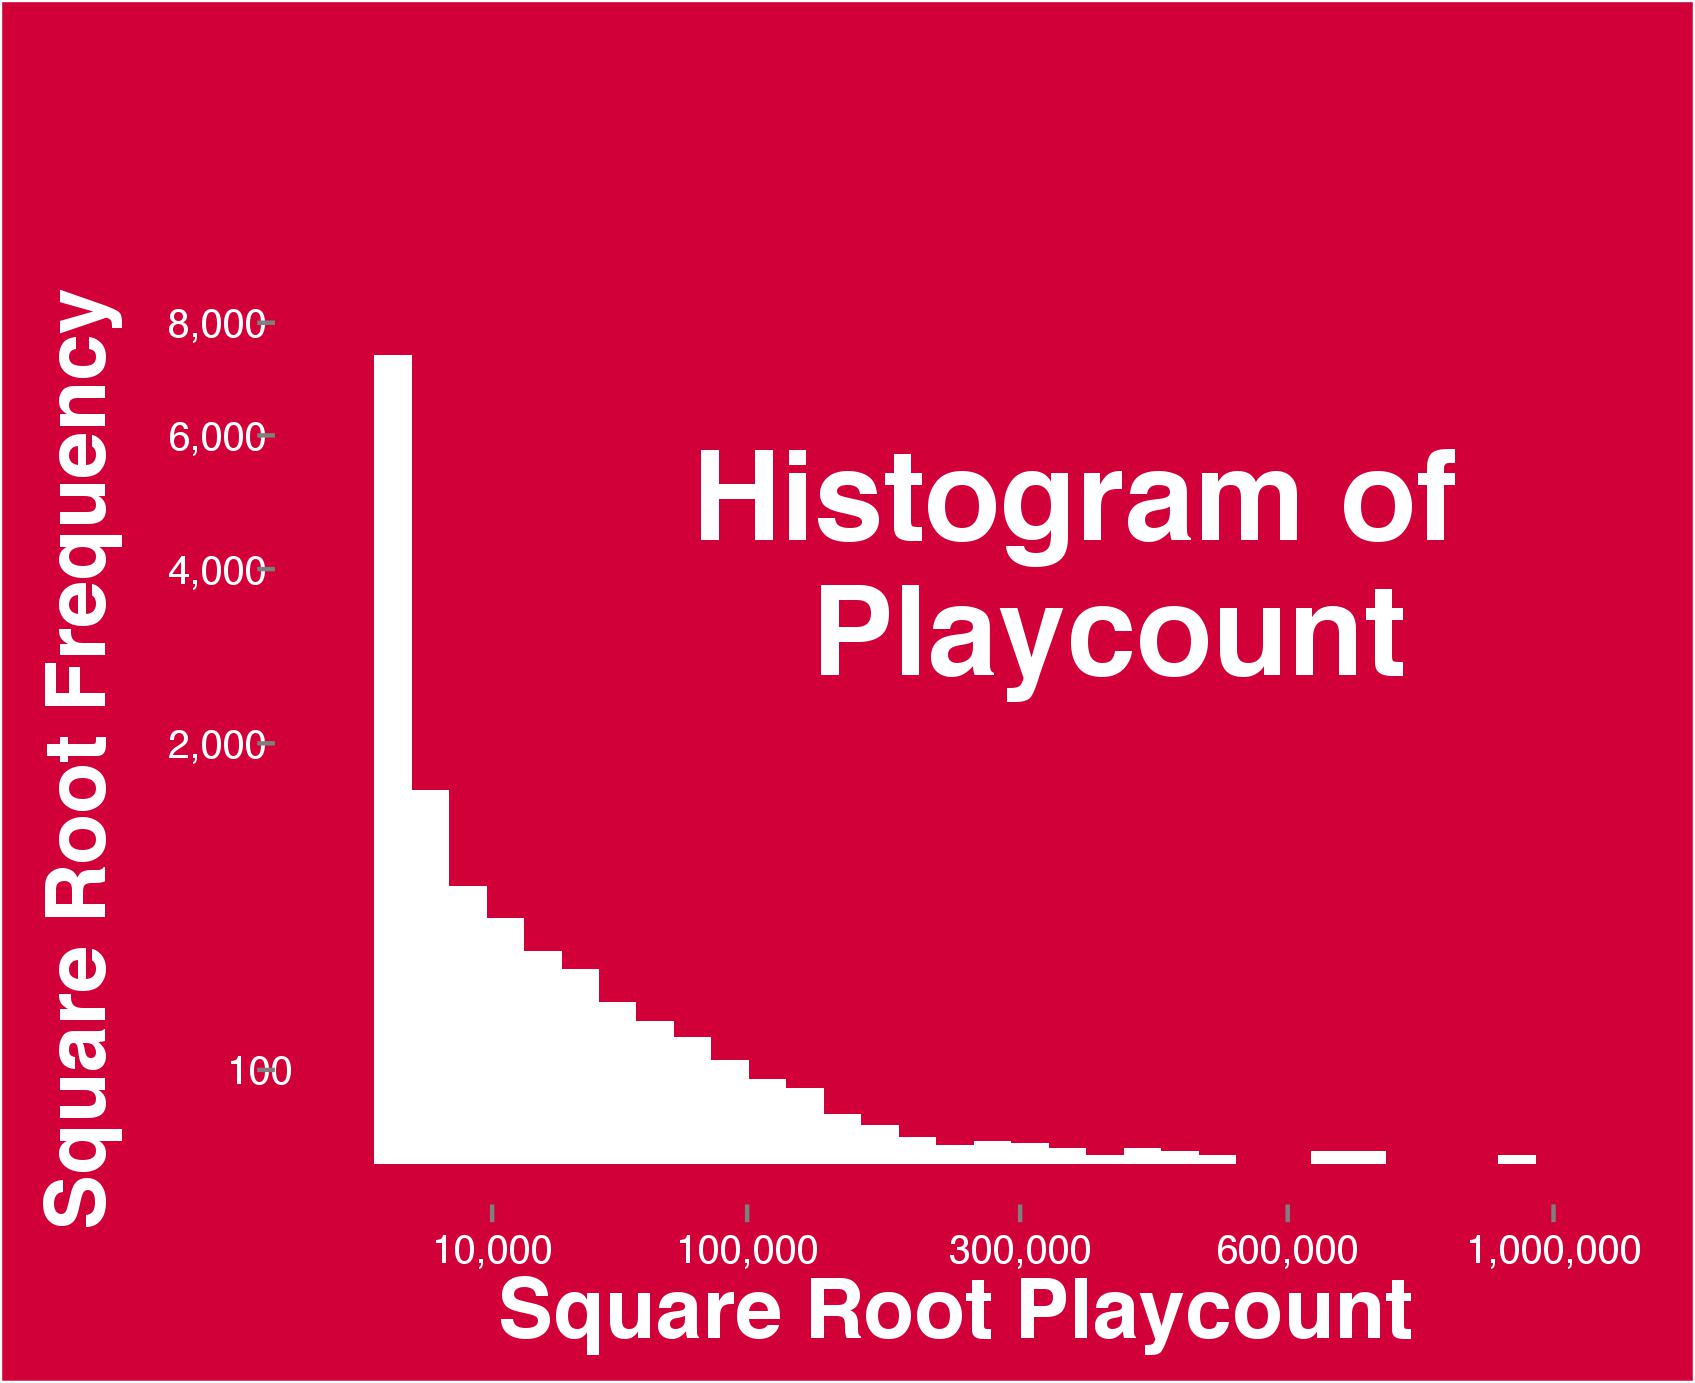 Square Root Frequency
8,000
6,000
4,000
2,000
100
Histogram of
Playcount
10,000 100,000 300,000 600,000 1,000,000
Square Root Playcount